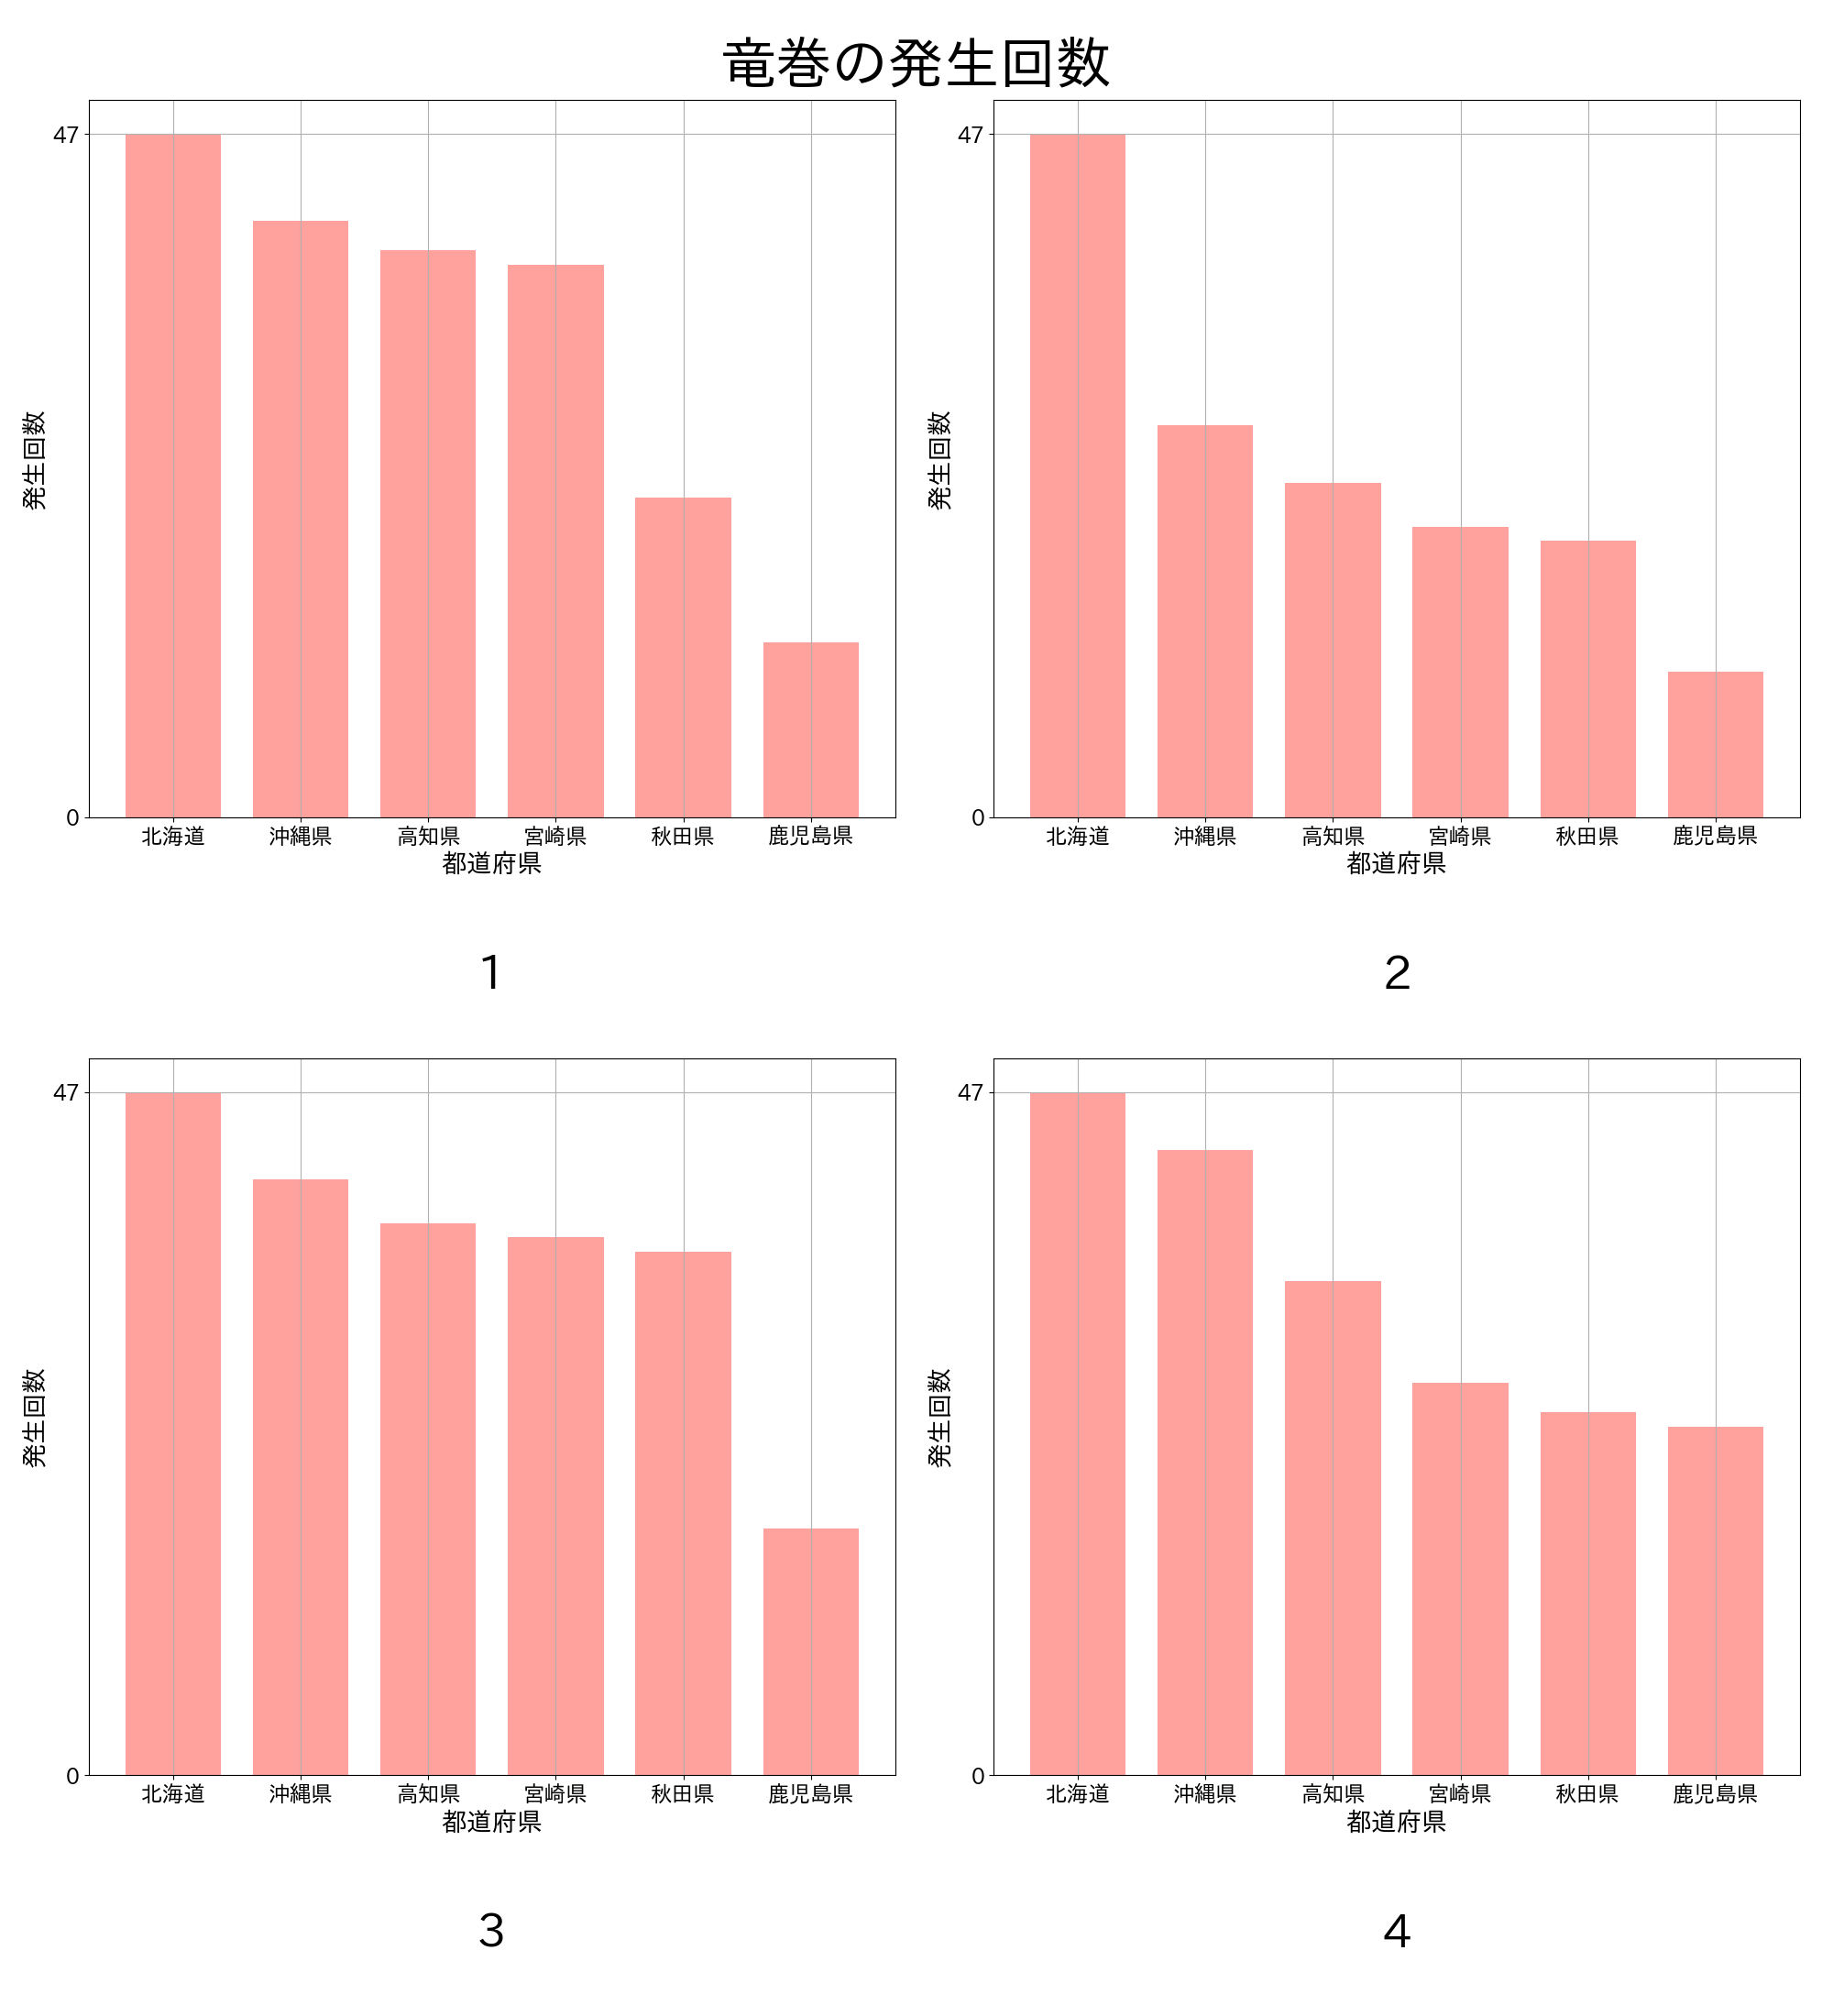 竜巻の発生回数
47
0
発生回数
北海道 沖縄県 高知県 宮崎県 秋田県 鹿児島県
都道府県
1
47
0
発生回数
北海道 沖縄県 高知県 宮崎県 秋田県 鹿児島県
都道府県
2
47
0
発生回数
北海道 沖縄県 高知県 宮崎県 秋田県 鹿児島県
都道府県
3
47
0
発生回数
北海道 沖縄県 高知県 宮崎県 秋田県 鹿児島県
都道府県
4